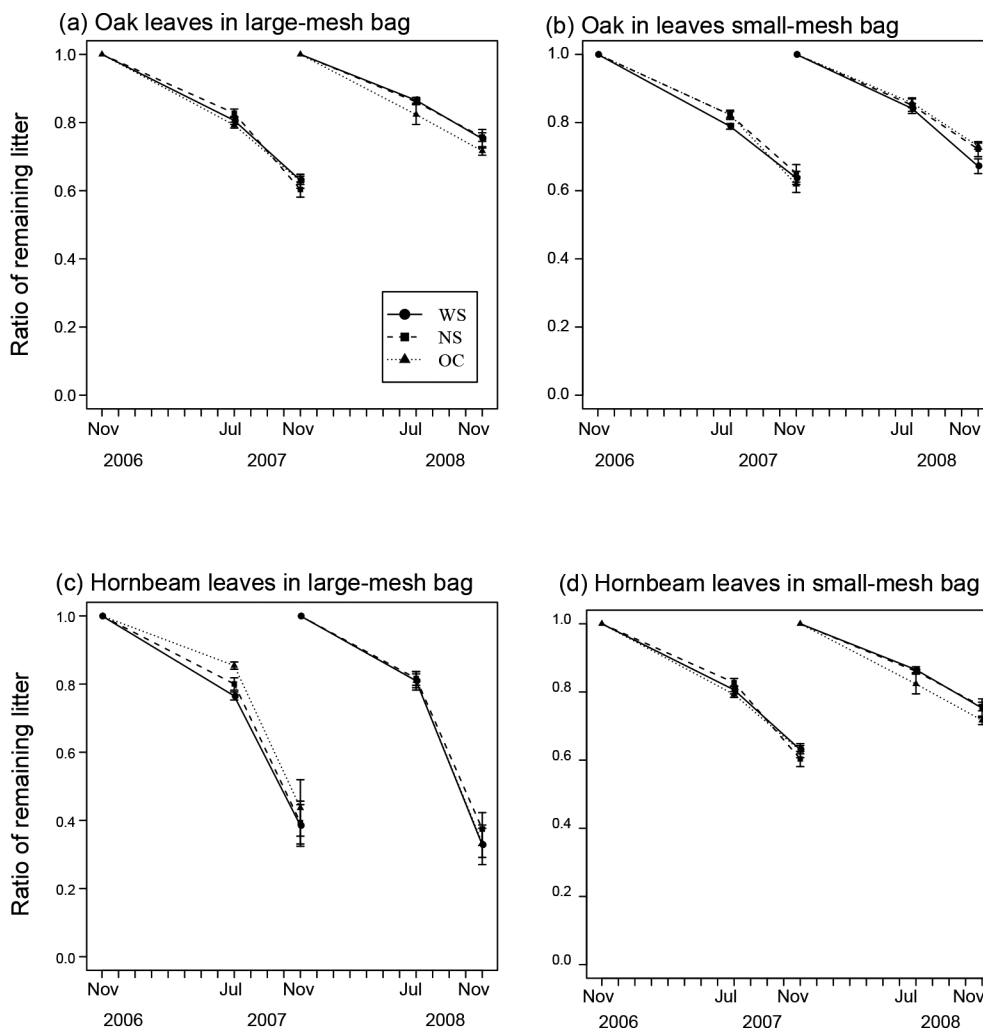 (a) Oak leaves in large-mesh bag
Ratio of remaining litter
1.0
0.8
0.6
0.4
0.2
0.0
WS
NS
OC
Nov Jul Nov Jul Nov
2006 2007 2008
(b) Oak in leaves small-mesh bag
1.0
0.8
0.6
0.4
0.2
0.0
Nov Jul Nov Jul Nov
2006 2007 2008
(c) Hornbeam leaves in large-mesh bag
Ratio of remaining litter
1.0
0.8
0.6
0.4
0.2
0.0
Nov Jul Nov Jul Nov
2006 2007 2008
(d) Hornbeam leaves in small-mesh bag
1.0
0.8
0.6
0.4
0.2
0.0
Nov Jul Nov Jul Nov
2006 2007 2008